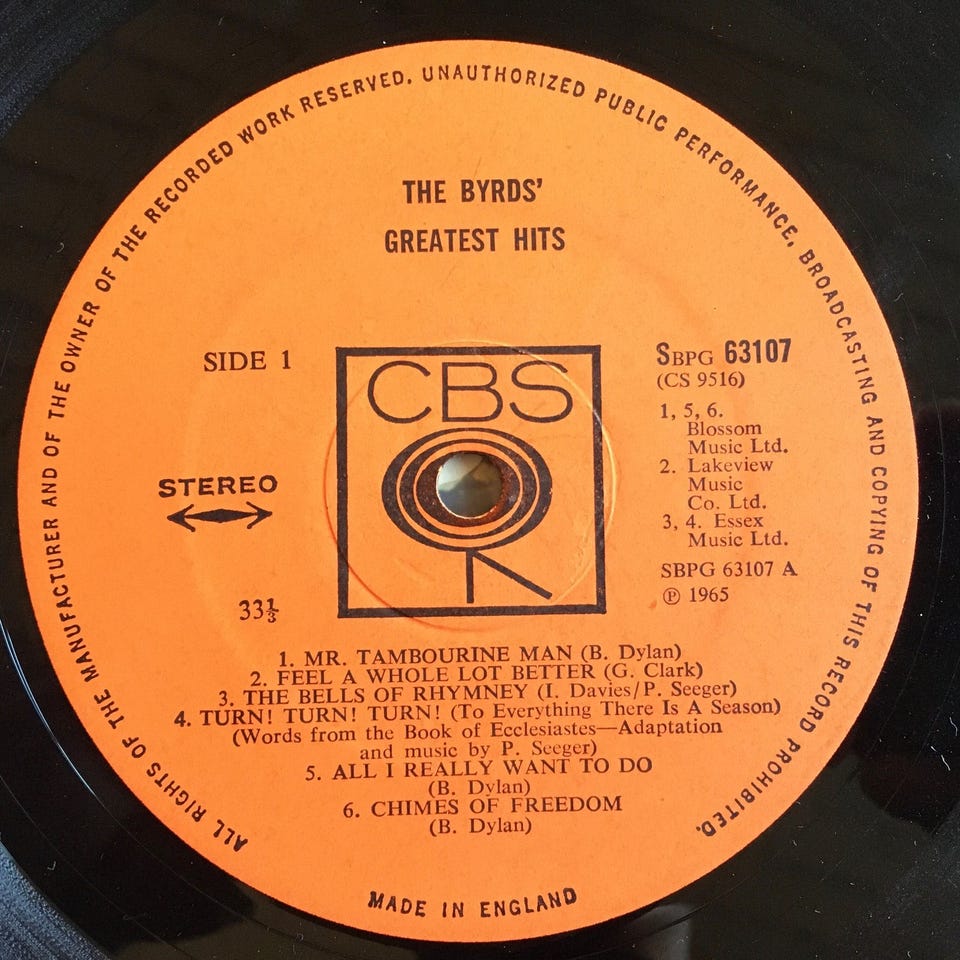 ALL RIGHTS OF THE MANUFACTURER AND OF THE OWNER OF THE RECORDED WORK RESERVED. UNAUTHORIZED PUBLIC PERFORMANCE, BROADCASTING AND COPYING OF THIS RECORD PROHIBITED.
THE BYRDS'
GREATEST HITS
SIDE 1
CBS
STEREO
33⅓
SBPG 63107
(CS 9516)
1, 5, 6.
Blossom
Music Ltd.
2. Lakeview
Music
Co. Ltd.
3, 4. Essex
Music Ltd.
SBPG 63107 A
℗ 1965
1. MR. TAMBOURINE MAN (B. Dylan)
2. FEEL A WHOLE LOT BETTER (G. Clark)
3. THE BELLS OF RHYMNEY (I. Davies/P. Seeger)
4. TURN! TURN! TURN! (To Everything There Is A Season)
(Words from the Book of Ecclesiastes—Adaptation
and music by P. Seeger)
5. ALL I REALLY WANT TO DO
(B. Dylan)
6. CHIMES OF FREEDOM
(B. Dylan)
MADE IN ENGLAND